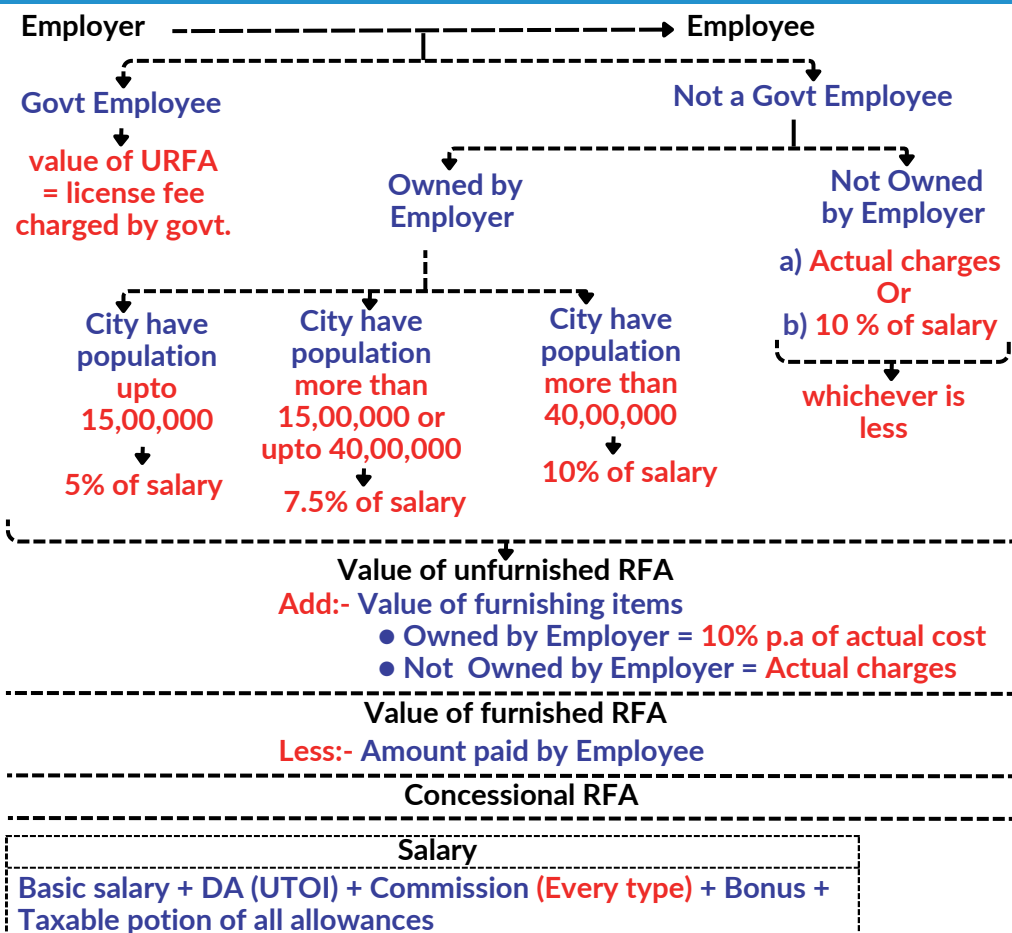 Employer
Employee
Govt Employee
Not a Govt Employee
value of URFA
= license fee
charged by govt.
Owned by
Employer
Not Owned
by Employer
a) Actual charges
Or
b) 10 % of salary
whichever is
less
City have
population
upto
15,00,000
5% of salary
City have
population
more than
15,00,000 or
upto 40,00,000
7.5% of salary
City have
population
more than
40,00,000
10% of salary
Value of unfurnished RFA
Add:- Value of furnishing items
● Owned by Employer = 10% p.a of actual cost
● Not Owned by Employer = Actual charges
Value of furnished RFA
Less:- Amount paid by Employee
Concessional RFA
Salary
Basic salary + DA (UTOI) + Commission (Every type) + Bonus +
Taxable potion of all allowances